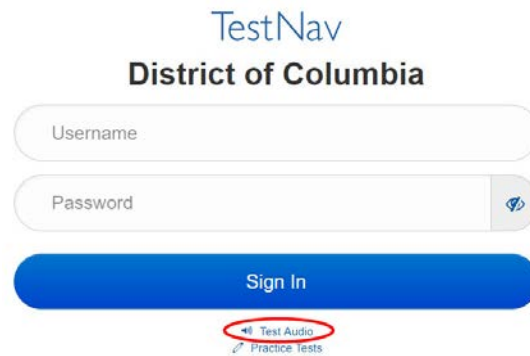 TestNav
District of Columbia
Username
Password
Sign In
Test Audio
Practice Tests